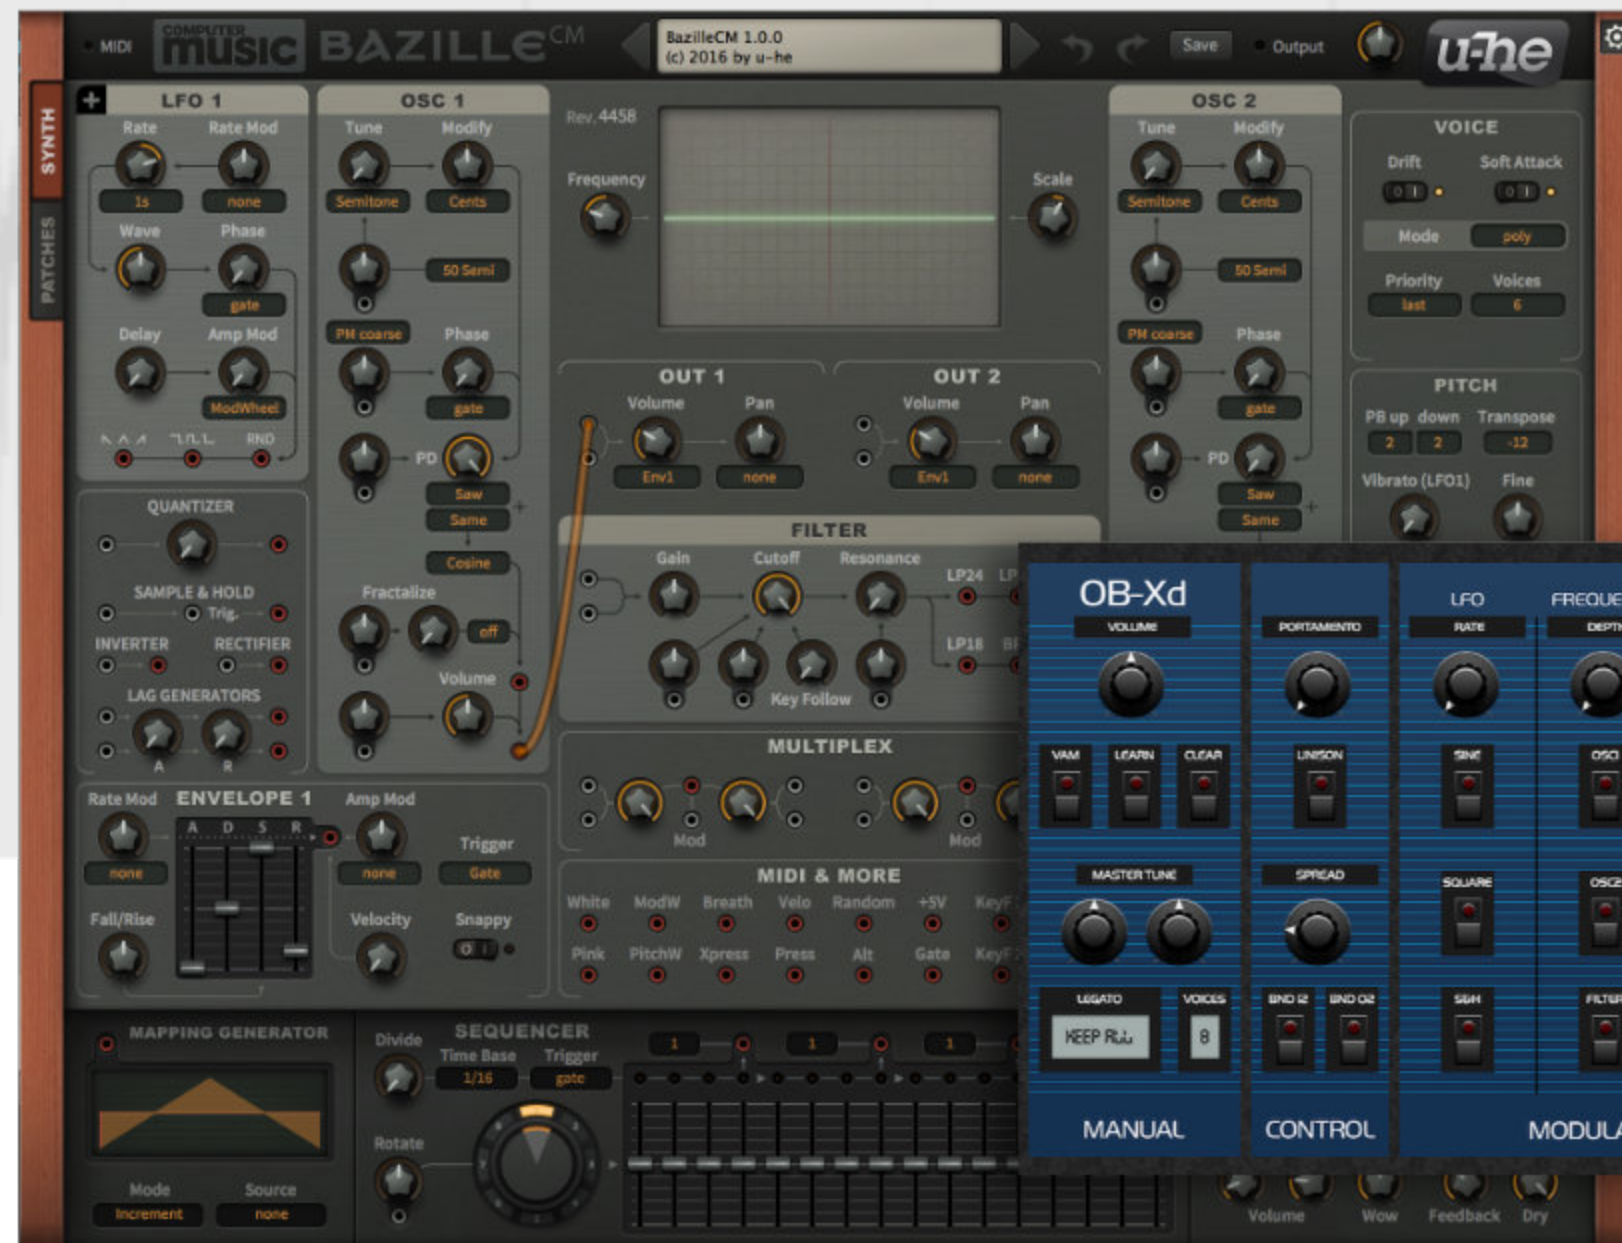 MIDI
COMPUTER
music
BAZILLE CM
BazilleCM 1.0.0
(c) 2016 by u-he
Save
Output
u-he
SYNTH
PATCHES
LFO 1
Rate
Rate Mod
1s
none
Wave
Phase
gate
Delay
Amp Mod
ModWheel
RND
QUANTIZER
SAMPLE & HOLD
Trig.
INVERTER
RECTIFIER
LAG GENERATORS
A
R
OSC 1
Tune
Modify
Semitone
Cents
50 Semi
PM coarse
Phase
gate
PD
Saw
Same
Cosine
Fractalize
off
Volume
Rev. 4458
Frequency
Scale
OUT 1
Volume
Pan
Env1
none
OUT 2
Volume
Pan
Env1
none
FILTER
Gain
Cutoff
Resonance
LP24
LP18
Key Follow
MULTIPLEX
Mod
Mod
MIDI & MORE
White
ModW
Breath
Velo
Random
+5V
Pink
PitchW
Xpress
Press
Alt
Gate
OSC 2
Tune
Modify
Semitone
Cents
50 Semi
PM coarse
Phase
gate
PD
Saw
Same
VOICE
Drift
Soft Attack
Mode
poly
Priority
Voices
last
6
PITCH
PB up
down
Transpose
2
2
-12
Vibrato (LFO1)
Fine
Rate Mod
ENVELOPE 1
Amp Mod
A D S R
none
none
Trigger
Gate
Fall/Rise
Velocity
Snappy
MAPPING GENERATOR
Mode
Source
Increment
none
Divide
SEQUENCER
Time Base
Trigger
1/16
gate
Rotate
1
1
1
OB-Xd
VOLUME
VAM
LEARN
CLEAR
MASTER TUNE
LEGATO
VOICES
KEEP ALL
8
MANUAL
PORTAMENTO
UNISON
SPREAD
BND 12
BND O2
CONTROL
LFO
RATE
SINE
SQUARE
S&H
Volume
Wow
Feedback
Dry